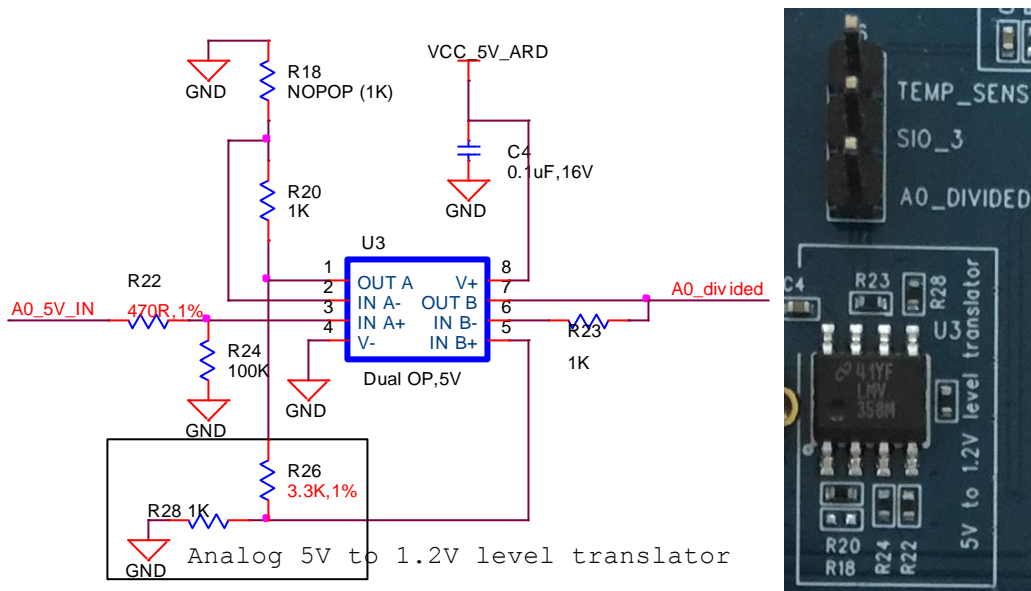 R18
NOPOP (1K)
GND
VCC_5V_ARD
C4
0.1uF,16V
GND
R20
1K
U3
1
2
3
4
OUT A
IN A-
IN A+
V-
V+
OUT B
IN B-
IN B+
8
7
6
5
Dual OP,5V
A0_5V_IN
R22
470R,1%
R24
100K
GND
GND
A0_divided
R23
1K
R26
3.3K,1%
R28 1K
GND
Analog 5V to 1.2V level translator
TEMP_SENS
SIO_3
A0_DIVIDED
C4
R23
R28
U3
41YF
LMV
358M
5V to 1.2V level translator
R20
R18
R24
R22